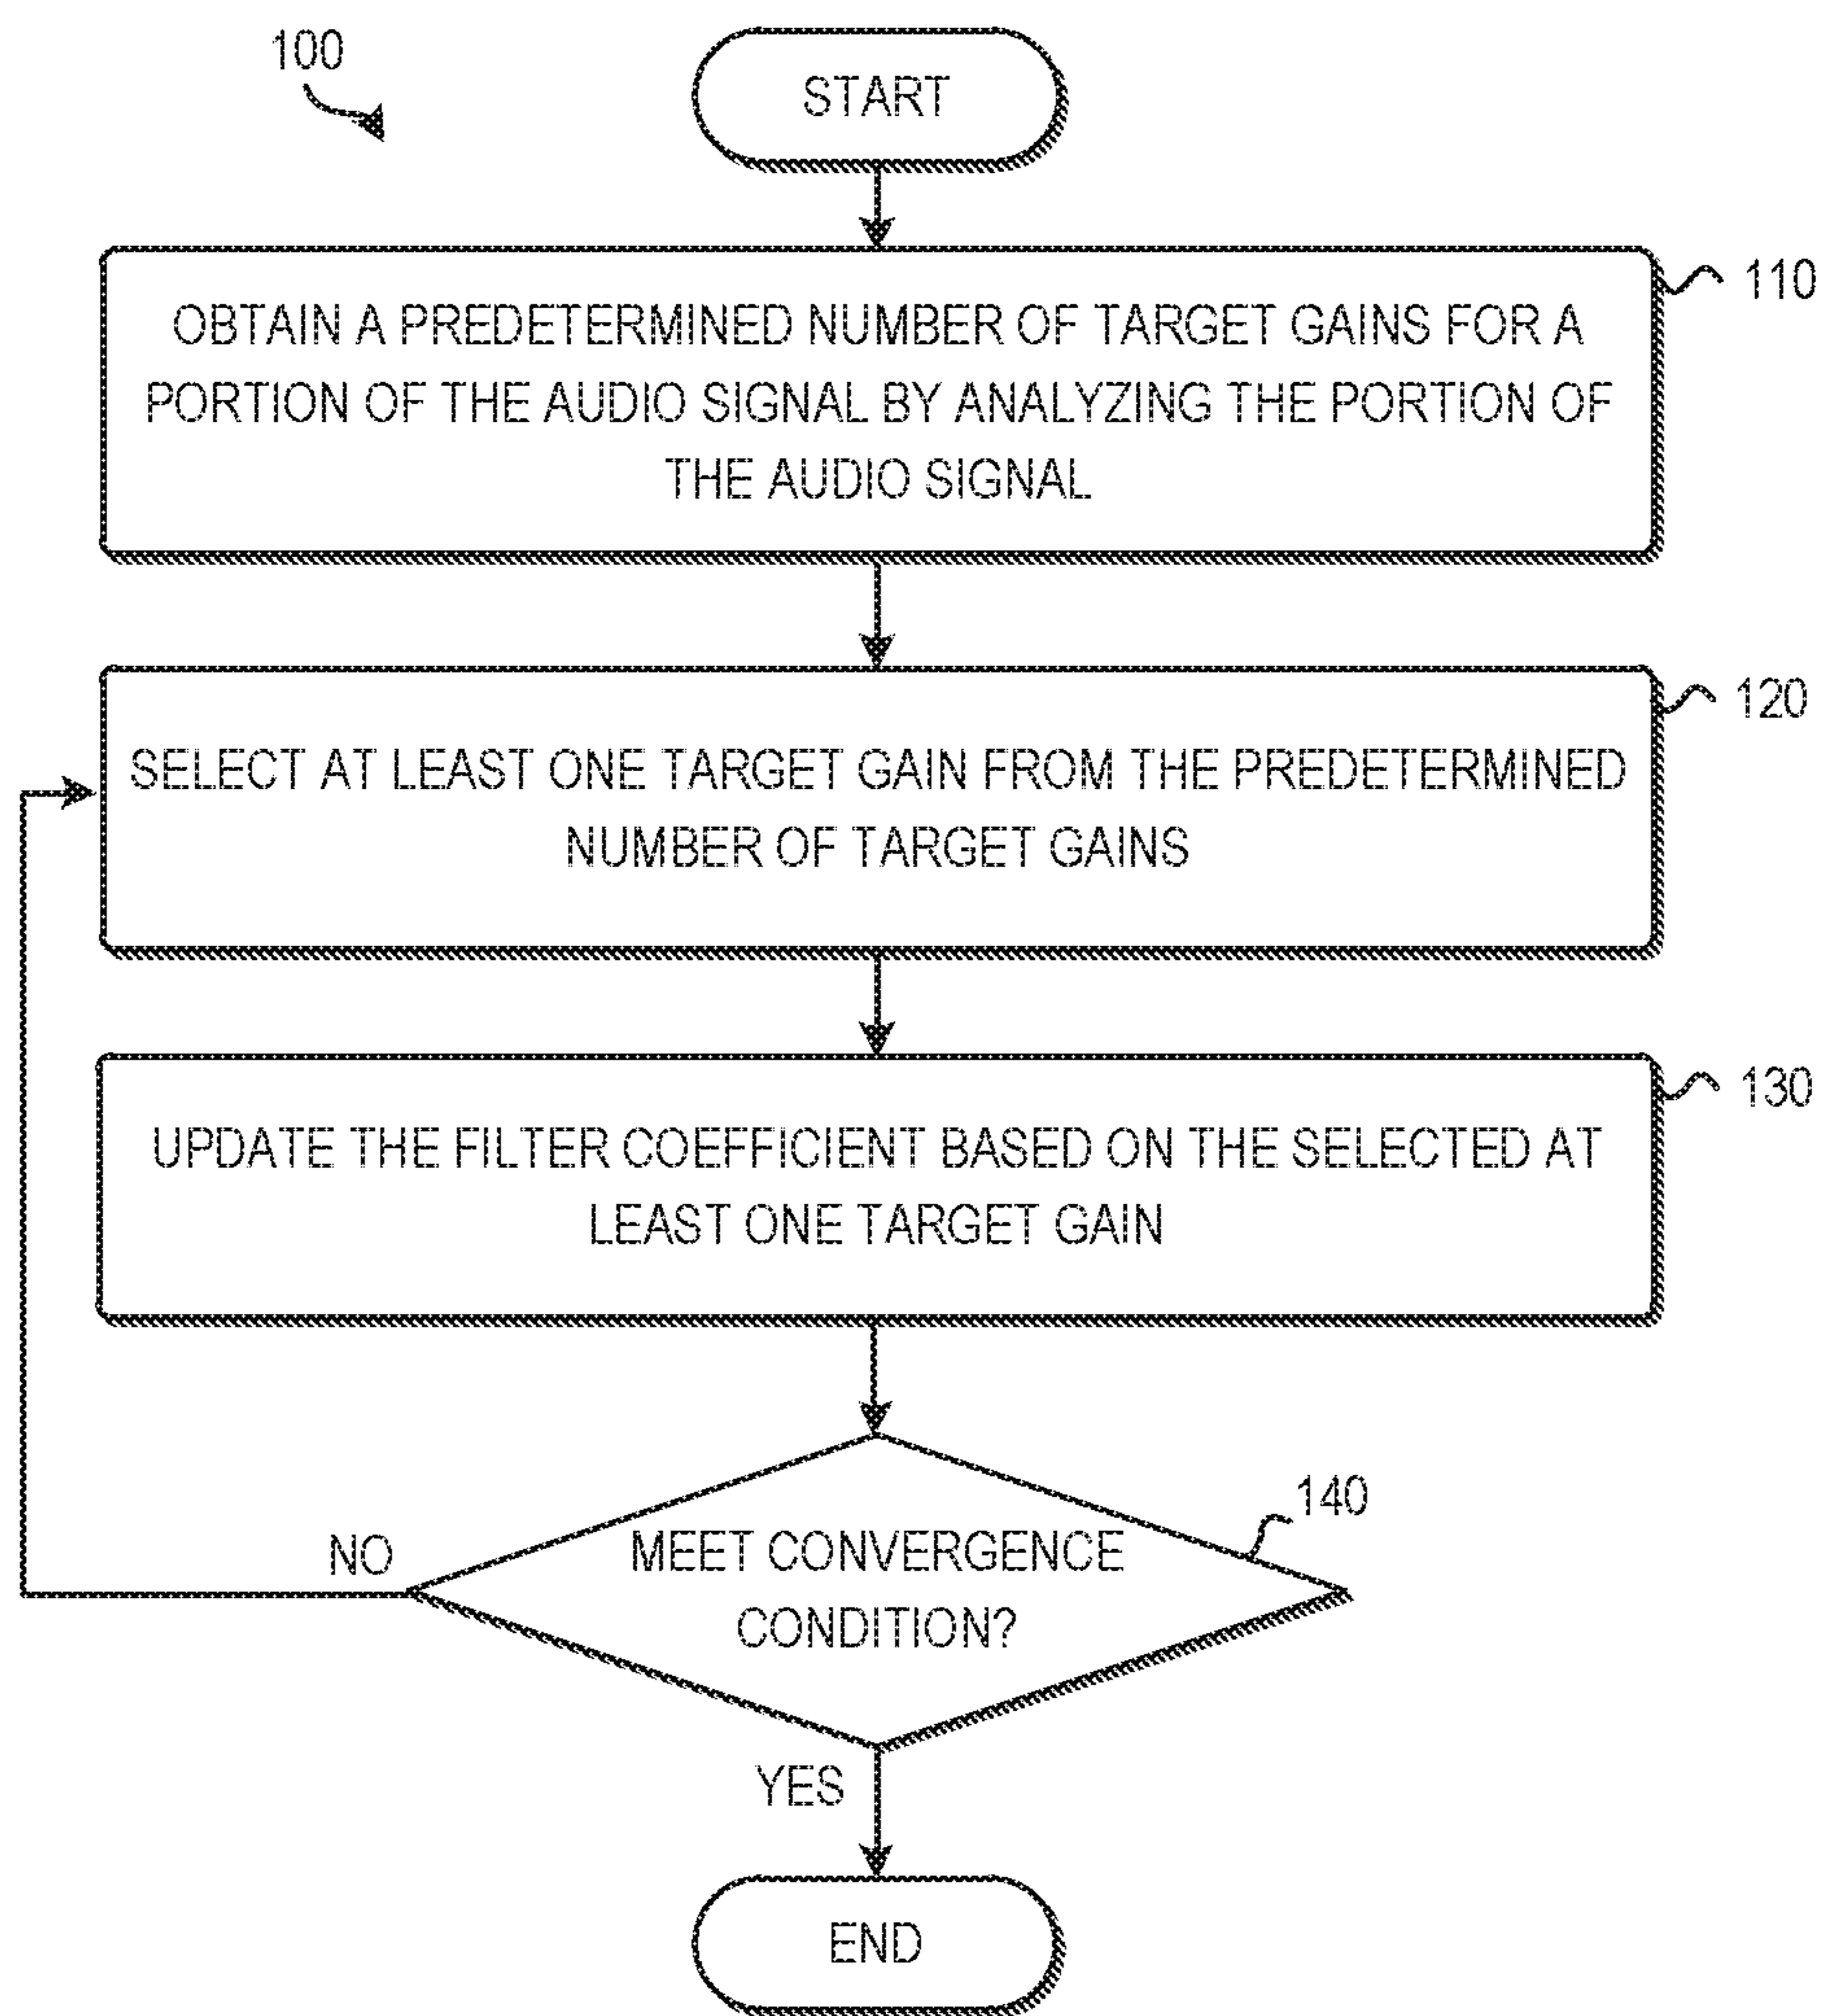 100
START
110
OBTAIN A PREDETERMINED NUMBER OF TARGET GAINS FOR A
PORTION OF THE AUDIO SIGNAL BY ANALYZING THE PORTION OF
THE AUDIO SIGNAL
120
SELECT AT LEAST ONE TARGET GAIN FROM THE PREDETERMINED
NUMBER OF TARGET GAINS
130
UPDATE THE FILTER COEFFICIENT BASED ON THE SELECTED AT
LEAST ONE TARGET GAIN
140
NO
MEET CONVERGENCE
CONDITION?
YES
END